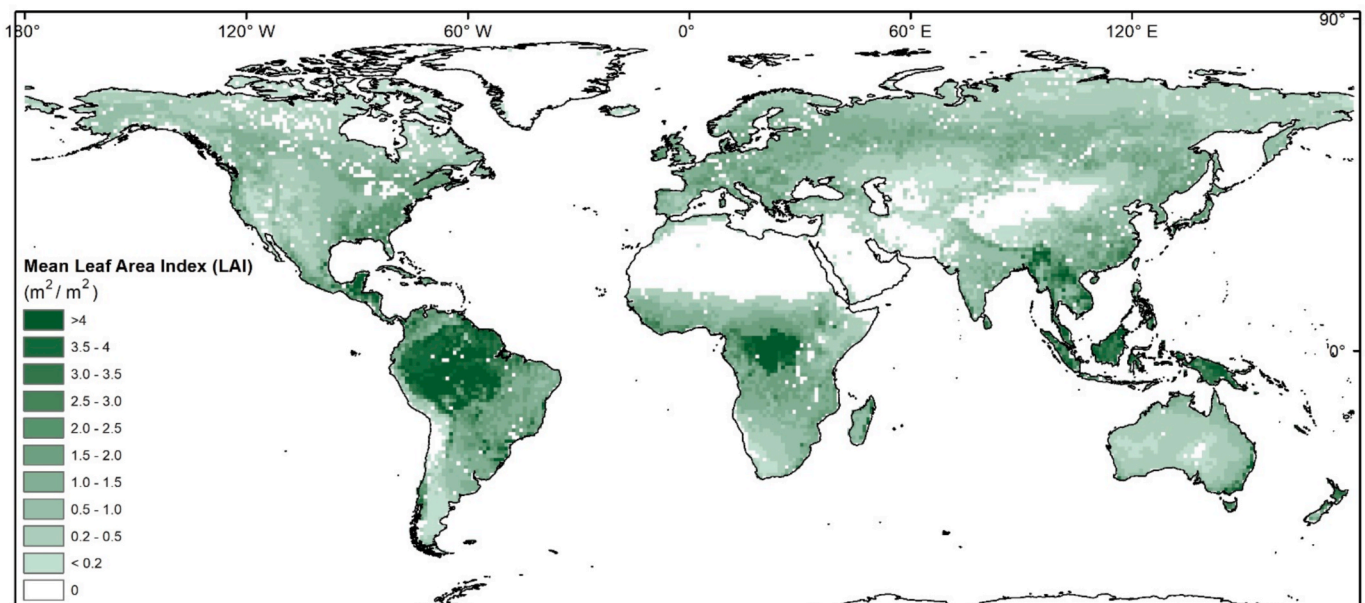 180° 120° W 60° W 0° 60° E 120° E 90°
Mean Leaf Area Index (LAI)
(m² / m²)
>4
3.5 - 4
3.0 - 3.5
2.5 - 3.0
2.0 - 2.5
1.5 - 2.0
1.0 - 1.5
0.5 - 1.0
0.2 - 0.5
< 0.2
0
0°